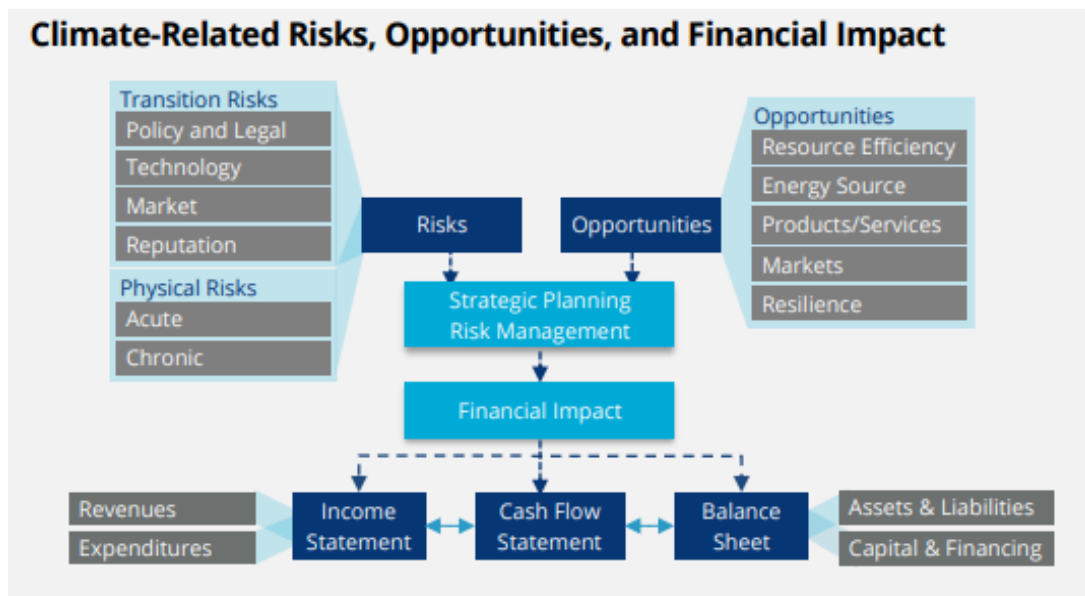 Climate-Related Risks, Opportunities, and Financial Impact
Transition Risks
Policy and Legal
Technology
Market
Reputation
Physical Risks
Acute
Chronic
Risks
Opportunities
Opportunities
Resource Efficiency
Energy Source
Products/Services
Markets
Resilience
Strategic Planning
Risk Management
Financial Impact
Revenues
Expenditures
Income
Statement
Cash Flow
Statement
Balance
Sheet
Assets & Liabilities
Capital & Financing